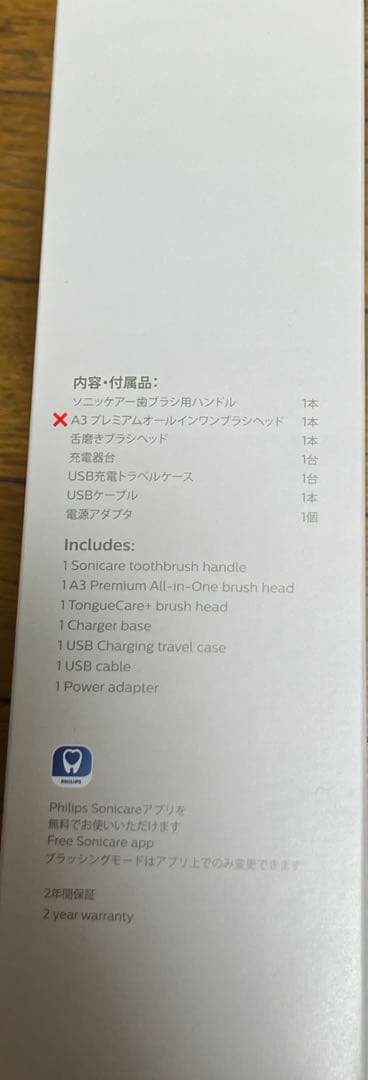 内容・付属品:
ソニッケアー歯ブラシ用ハンドル 1本
❌ A3 プレミアムオールインワンブラシヘッド 1本
舌磨きブラシヘッド 1本
充電器台 1台
USB充電トラベルケース 1台
USBケーブル 1本
電源アダプタ 1個
Includes:
1 Sonicare toothbrush handle
1 A3 Premium All-in-One brush head
1 TongueCare+ brush head
1 Charger base
1 USB Charging travel case
1 USB cable
1 Power adapter
PHILIPS
Philips Sonicareアプリを
無料でお使いいただけます
Free Sonicare app
ブラッシングモードはアプリ上でのみ変更できます
2年間保証
2 year warranty